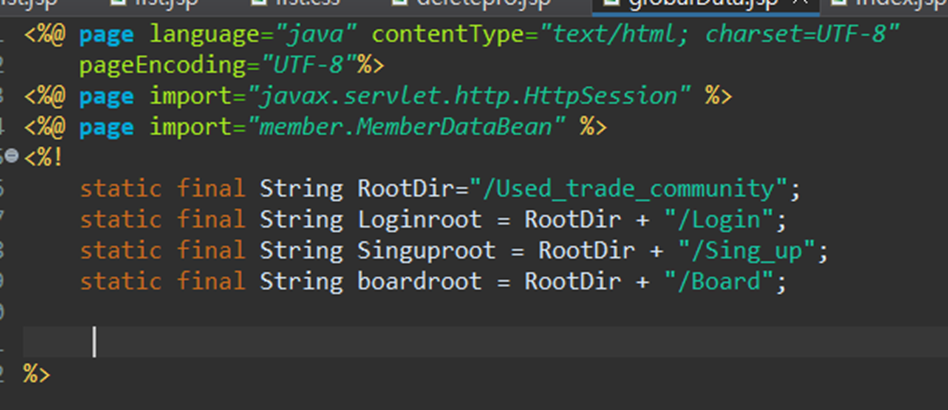 list.jsp list.css deletepro.jsp globalData.jsp index.jsp
<%@ page language="java" contentType="text/html; charset=UTF-8"
pageEncoding="UTF-8"%>
<%@ page import="javax.servlet.http.HttpSession" %>
<%@ page import="member.MemberDataBean" %>
<%!
static final String RootDir="/Used_trade_community";
static final String Loginroot = RootDir + "/Login";
static final String Singuproot = RootDir + "/Sing_up";
static final String boardroot = RootDir + "/Board";
%>